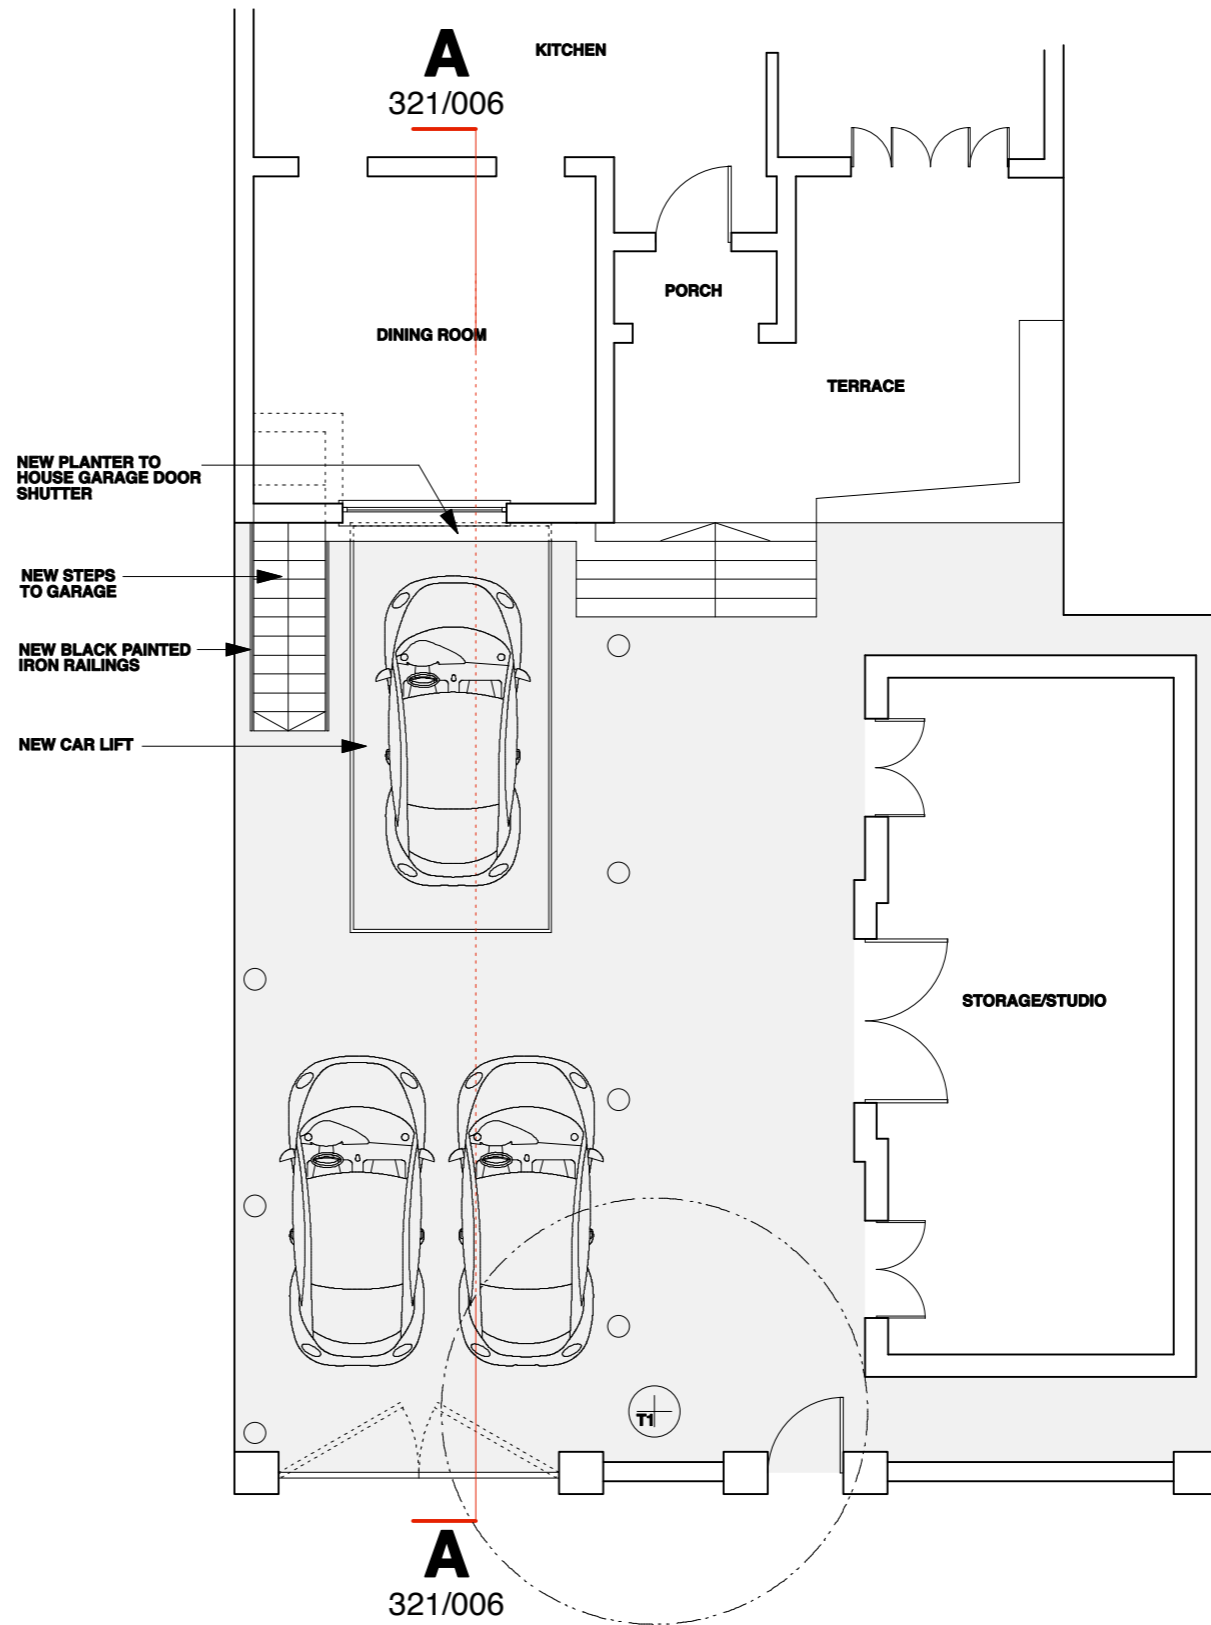 KITCHEN
A
321/006
PORCH
DINING ROOM
TERRACE
NEW PLANTER TO
HOUSE GARAGE DOOR
SHUTTER
NEW STEPS
TO GARAGE
NEW BLACK PAINTED
IRON RAILINGS
NEW CAR LIFT
STORAGE/STUDIO
T1
A
321/006